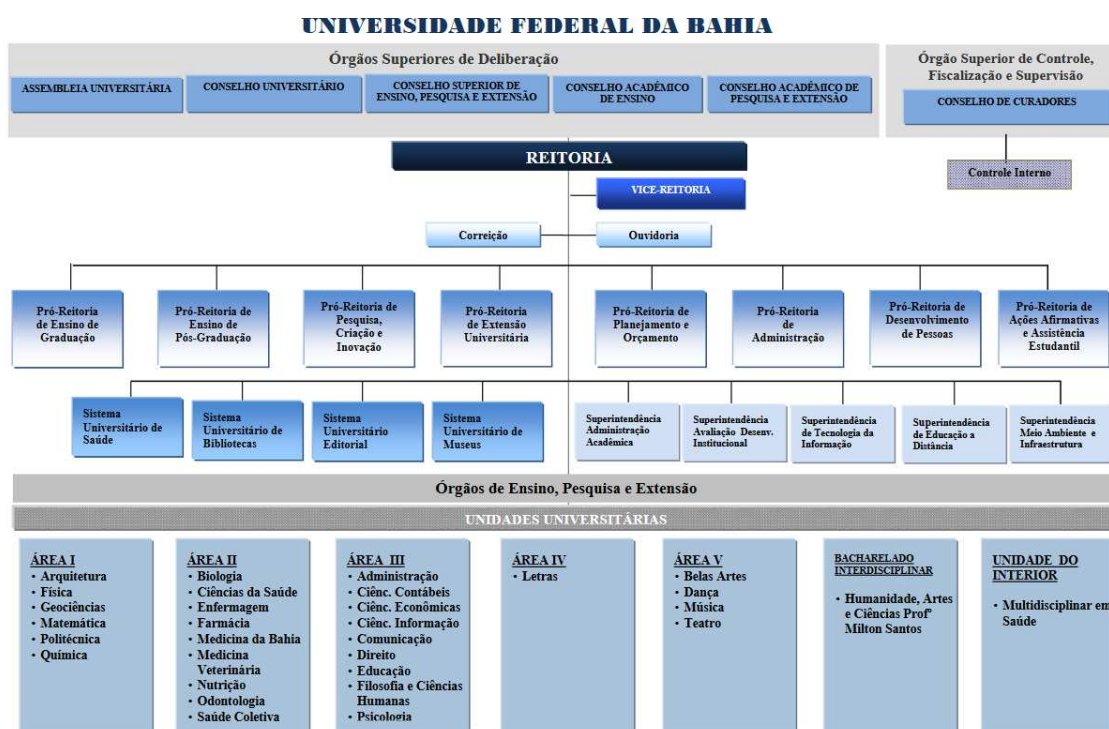 UNIVERSIDADE FEDERAL DA BAHIA
Órgãos Superiores de Deliberação
ASSEMBLEIA UNIVERSITÁRIA
CONSELHO UNIVERSITÁRIO
CONSELHO SUPERIOR DE
ENSINO, PESQUISA E EXTENSÃO
CONSELHO ACADÊMICO
DE ENSINO
CONSELHO ACADÊMICO DE
PESQUISA E EXTENSÃO
Órgão Superior de Controle,
Fiscalização e Supervisão
CONSELHO DE CURADORES
Controle Interno
REITORIA
VICE-REITORIA
Correição
Ouvidoria
Pró-Reitoria
de Ensino de
Graduação
Pró-Reitoria de
Ensino de
Pós-Graduação
Pró-Reitoria de
Pesquisa,
Criação e
Inovação
Pró-Reitoria
de Extensão
Universitária
Pró-Reitoria de
Planejamento e
Orçamento
Pró-Reitoria
de
Administração
Pró-Reitoria de
Desenvolvimento
de Pessoas
Pró-Reitoria de
Ações Afirmativas
e Assistência
Estudantil
Sistema
Universitário de
Saúde
Sistema
Universitário de
Bibliotecas
Sistema
Universitário
Editorial
Sistema
Universitário de
Museus
Superintendência
Administração
Acadêmica
Superintendência
Avaliação Desenv.
Institucional
Superintendência
de Tecnologia da
Informação
Superintendência
de Educação a
Distância
Superintendência
Meio Ambiente e
Infraestrutura
Órgãos de Ensino, Pesquisa e Extensão
UNIDADES UNIVERSITÁRIAS
ÁREA I
• Arquitetura
• Física
• Geociências
• Matemática
• Politécnica
• Química
ÁREA II
• Biologia
• Ciências da Saúde
• Enfermagem
• Farmácia
• Medicina da Bahia
• Medicina
Veterinária
• Nutrição
• Odontologia
• Saúde Coletiva
ÁREA III
• Administração
• Ciênc. Contábeis
• Ciênc. Econômicas
• Ciênc. Informação
• Comunicação
• Direito
• Educação
• Filosofia e Ciências
Humanas
• Psicologia
ÁREA IV
• Letras
ÁREA V
• Belas Artes
• Dança
• Música
• Teatro
BACHARELADO
INTERDISCIPLINAR
• Humanidade, Artes
e Ciências Profº
Milton Santos
UNIDADE DO
INTERIOR
• Multidisciplinar em
Saúde